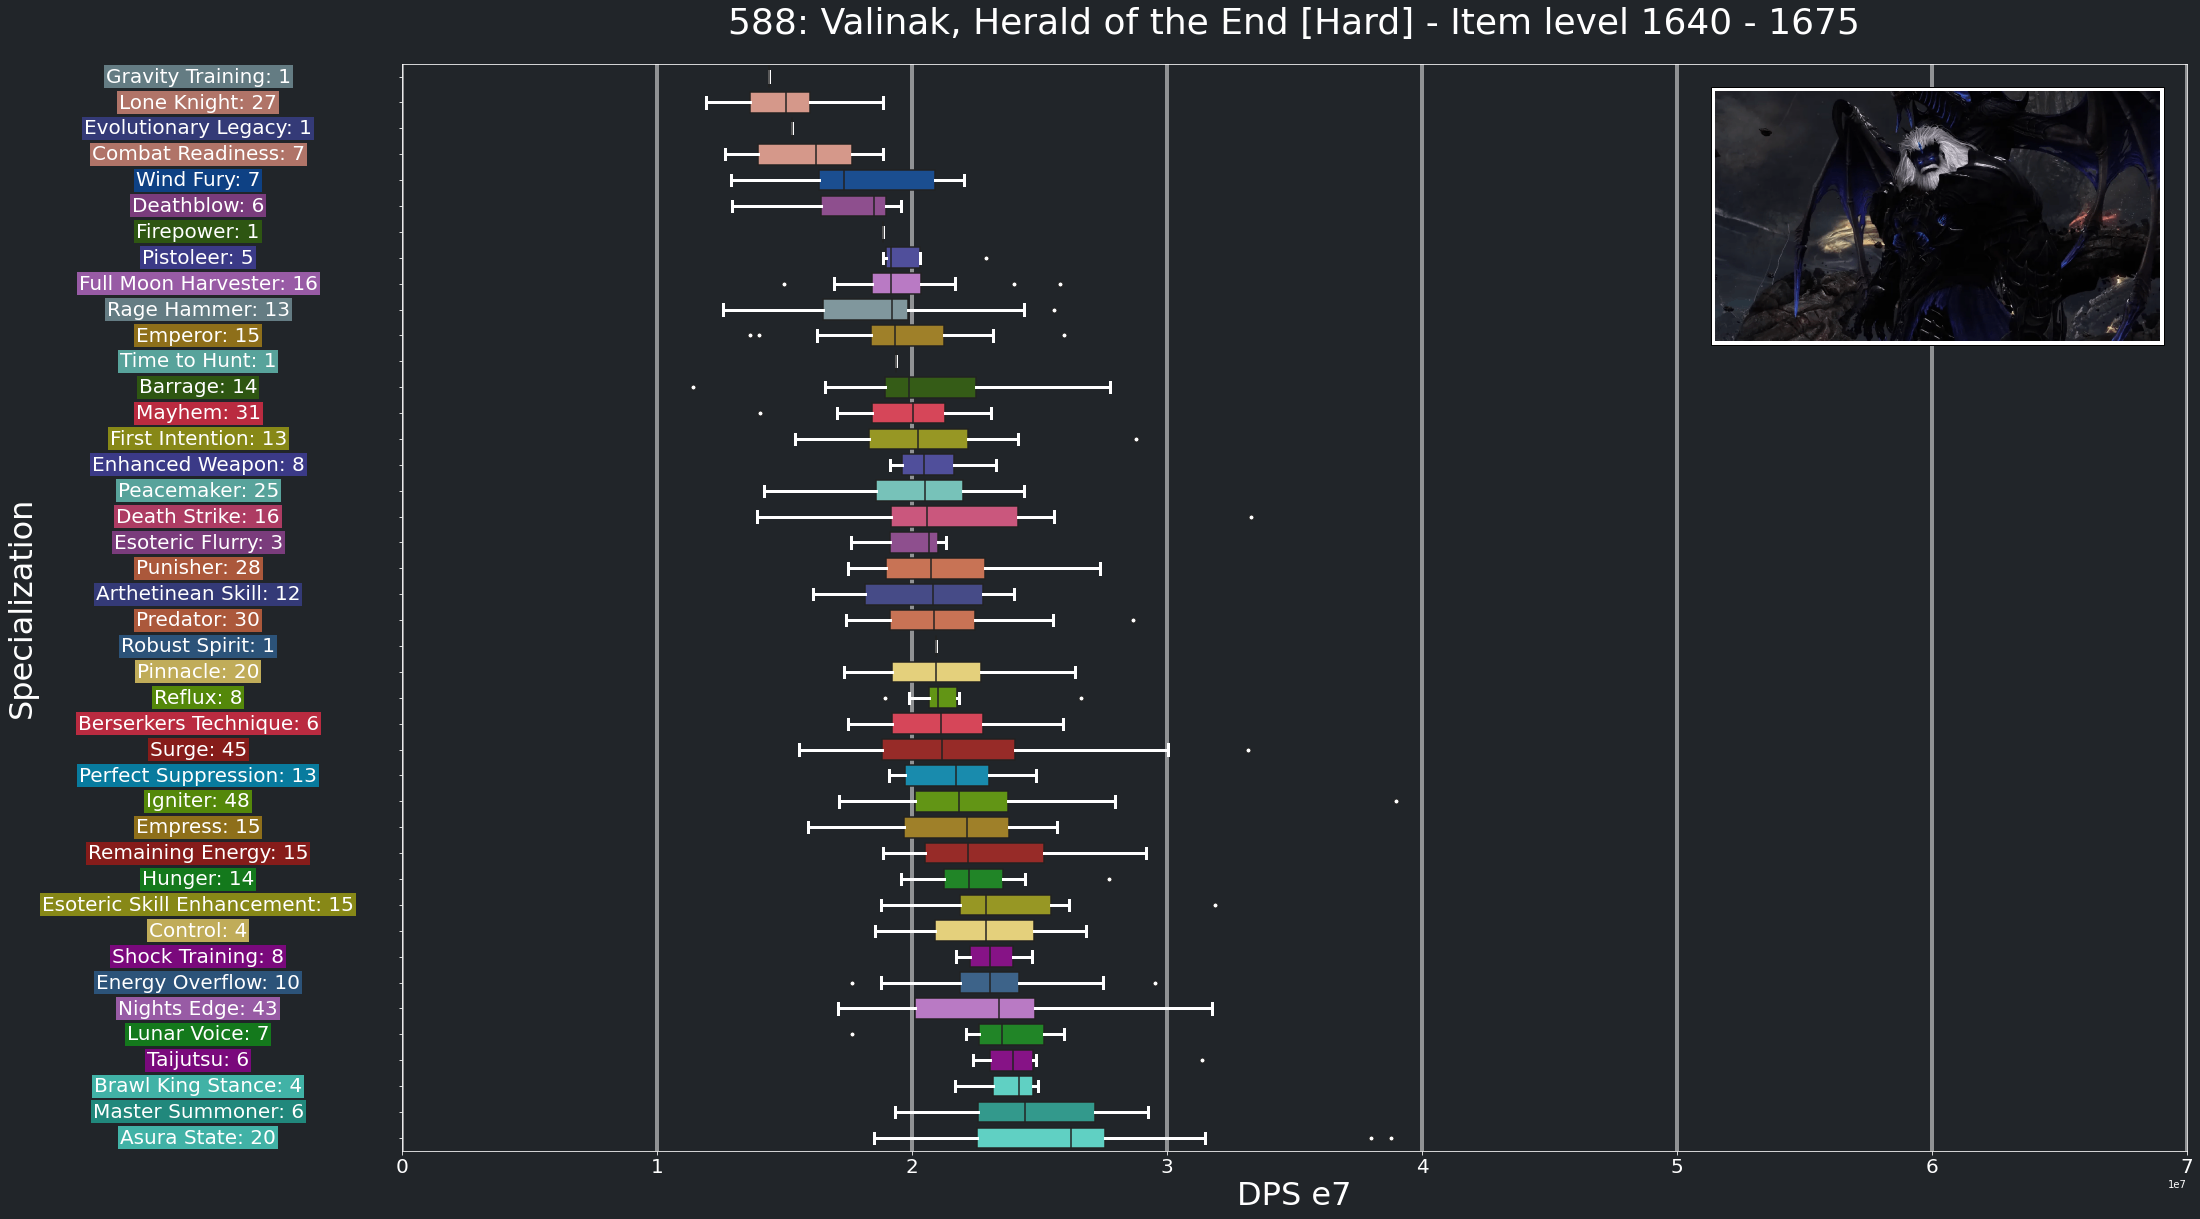 588: Valinak, Herald of the End [Hard] - Item level 1640 - 1675
Specialization
Gravity Training: 1
Lone Knight: 27
Evolutionary Legacy: 1
Combat Readiness: 7
Wind Fury: 7
Deathblow: 6
Firepower: 1
Pistoleer: 5
Full Moon Harvester: 16
Rage Hammer: 13
Emperor: 15
Time to Hunt: 1
Barrage: 14
Mayhem: 31
First Intention: 13
Enhanced Weapon: 8
Peacemaker: 25
Death Strike: 16
Esoteric Flurry: 3
Punisher: 28
Arthetinean Skill: 12
Predator: 30
Robust Spirit: 1
Pinnacle: 20
Reflux: 8
Berserkers Technique: 6
Surge: 45
Perfect Suppression: 13
Igniter: 48
Empress: 15
Remaining Energy: 15
Hunger: 14
Esoteric Skill Enhancement: 15
Control: 4
Shock Training: 8
Energy Overflow: 10
Nights Edge: 43
Lunar Voice: 7
Taijutsu: 6
Brawl King Stance: 4
Master Summoner: 6
Asura State: 20
0 1 2 3 4 5 6 7
DPS e7
1e7